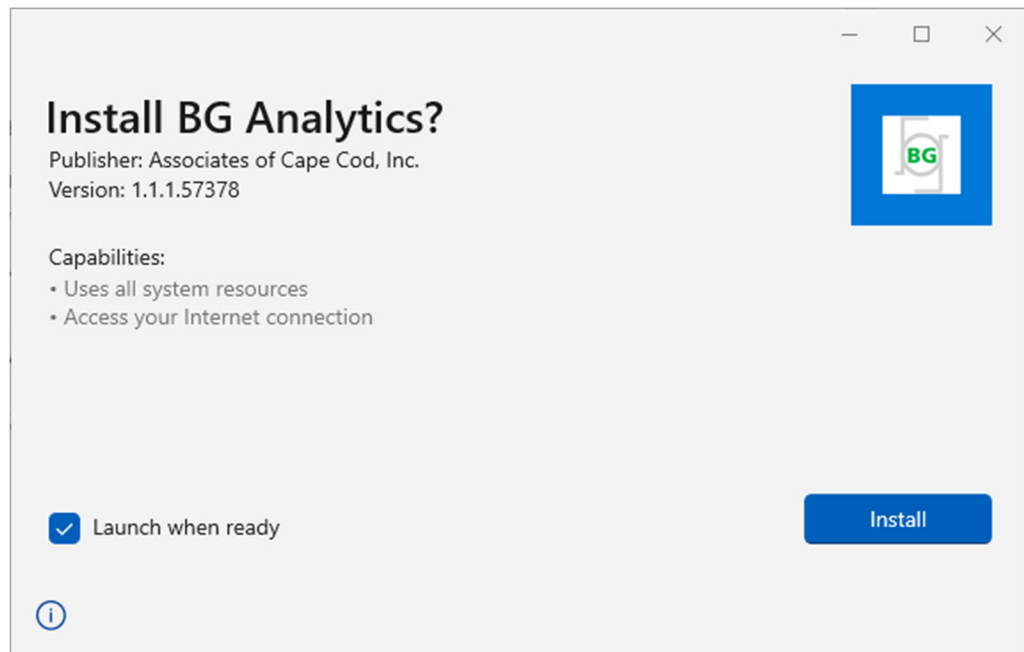 Install BG Analytics?
Publisher: Associates of Cape Cod, Inc.
Version: 1.1.1.57378
BG
Capabilities:
• Uses all system resources
• Access your Internet connection
Launch when ready
Install